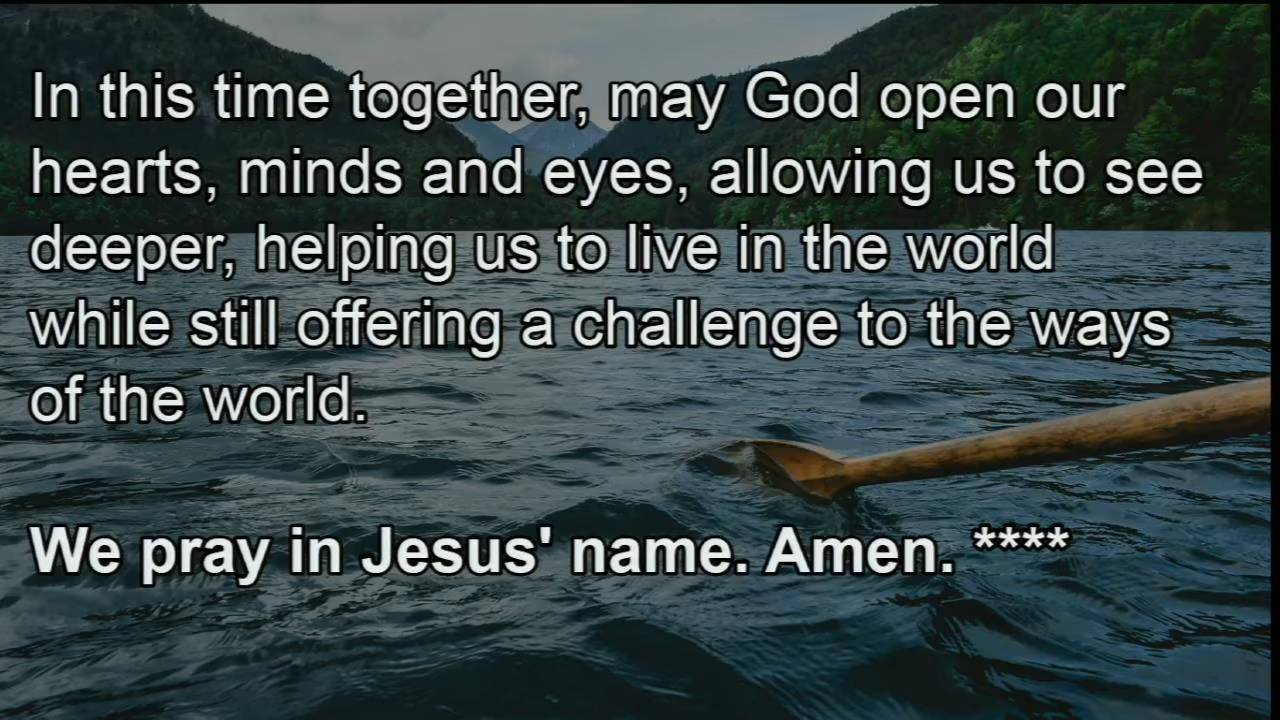 In this time together, may God open our
hearts, minds and eyes, allowing us to see
deeper, helping us to live in the world
while still offering a challenge to the ways
of the world.
We pray in Jesus' name. Amen. ****